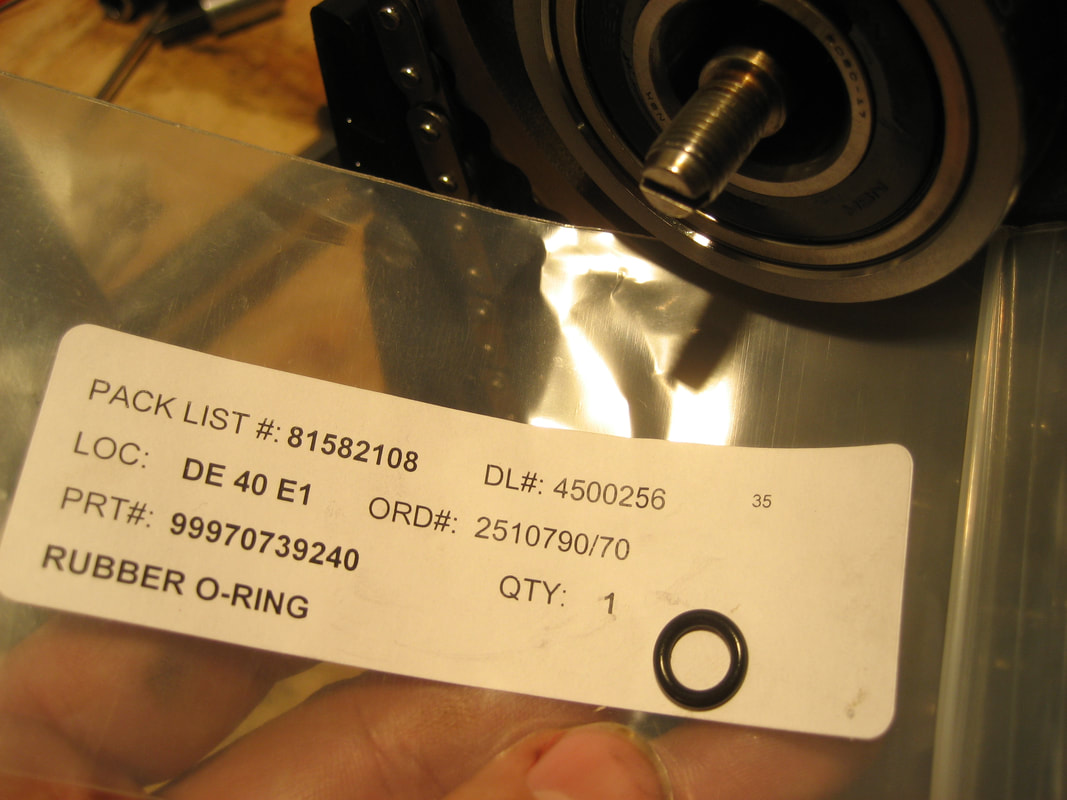 PACK LIST #: 81582108
DL#: 4500256
35
LOC: DE 40 E1
ORD#: 2510790/70
PRT#: 99970739240
QTY: 1
RUBBER O-RING